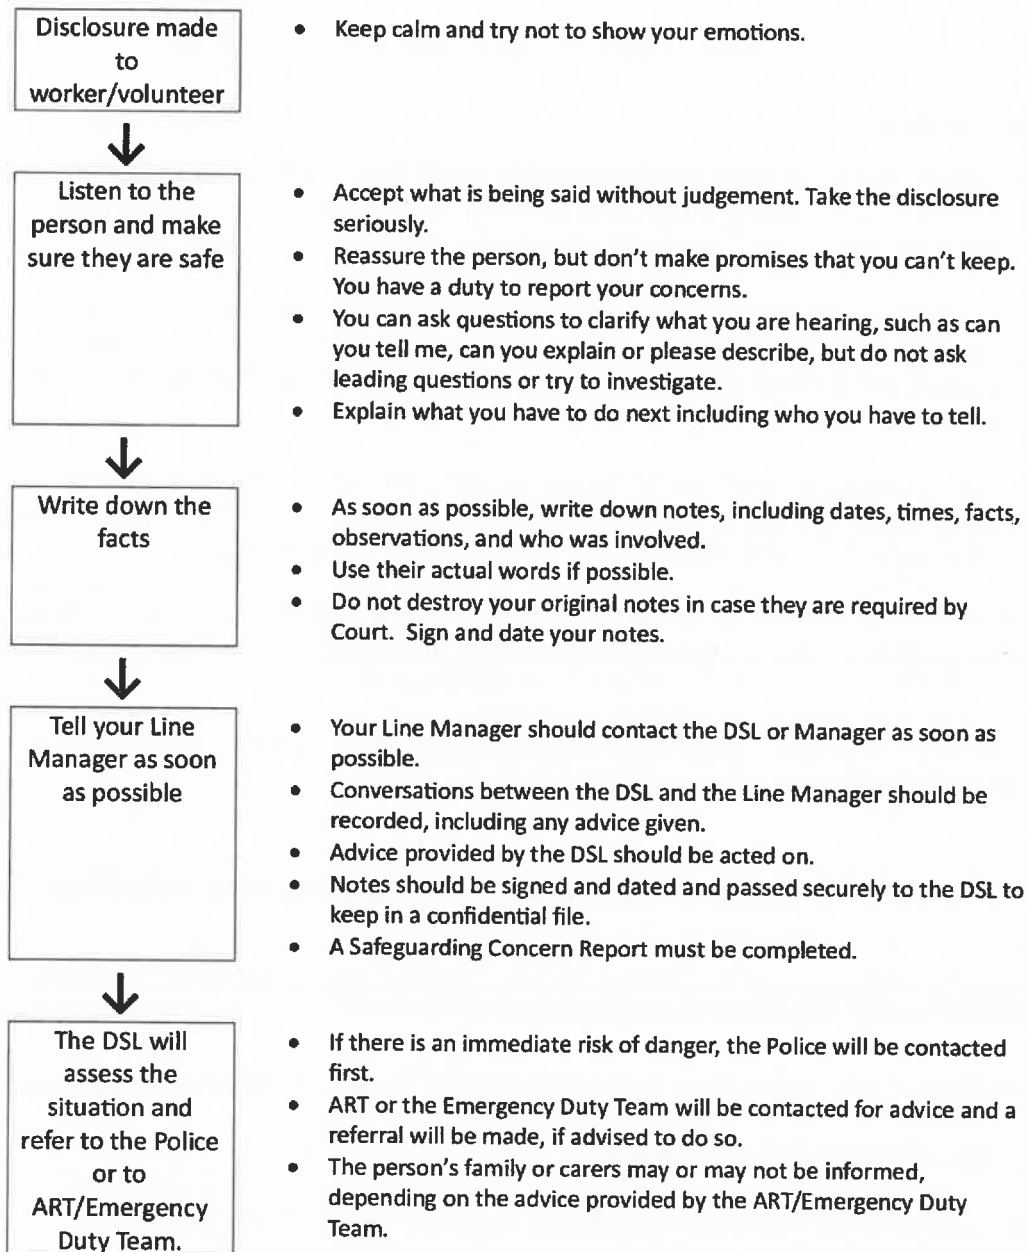 Disclosure made
to
worker/volunteer
• Keep calm and try not to show your emotions.
Listen to the
person and make
sure they are safe
• Accept what is being said without judgement. Take the disclosure
seriously.
• Reassure the person, but don't make promises that you can't keep.
You have a duty to report your concerns.
• You can ask questions to clarify what you are hearing, such as can
you tell me, can you explain or please describe, but do not ask
leading questions or try to investigate.
• Explain what you have to do next including who you have to tell.
Write down the
facts
• As soon as possible, write down notes, including dates, times, facts,
observations, and who was involved.
• Use their actual words if possible.
• Do not destroy your original notes in case they are required by
Court. Sign and date your notes.
Tell your Line
Manager as soon
as possible
• Your Line Manager should contact the DSL or Manager as soon as
possible.
• Conversations between the DSL and the Line Manager should be
recorded, including any advice given.
• Advice provided by the DSL should be acted on.
• Notes should be signed and dated and passed securely to the DSL to
keep in a confidential file.
• A Safeguarding Concern Report must be completed.
The DSL will
assess the
situation and
refer to the Police
or to
ART/Emergency
Duty Team.
• If there is an immediate risk of danger, the Police will be contacted
first.
• ART or the Emergency Duty Team will be contacted for advice and a
referral will be made, if advised to do so.
• The person's family or carers may or may not be informed,
depending on the advice provided by the ART/Emergency Duty
Team.